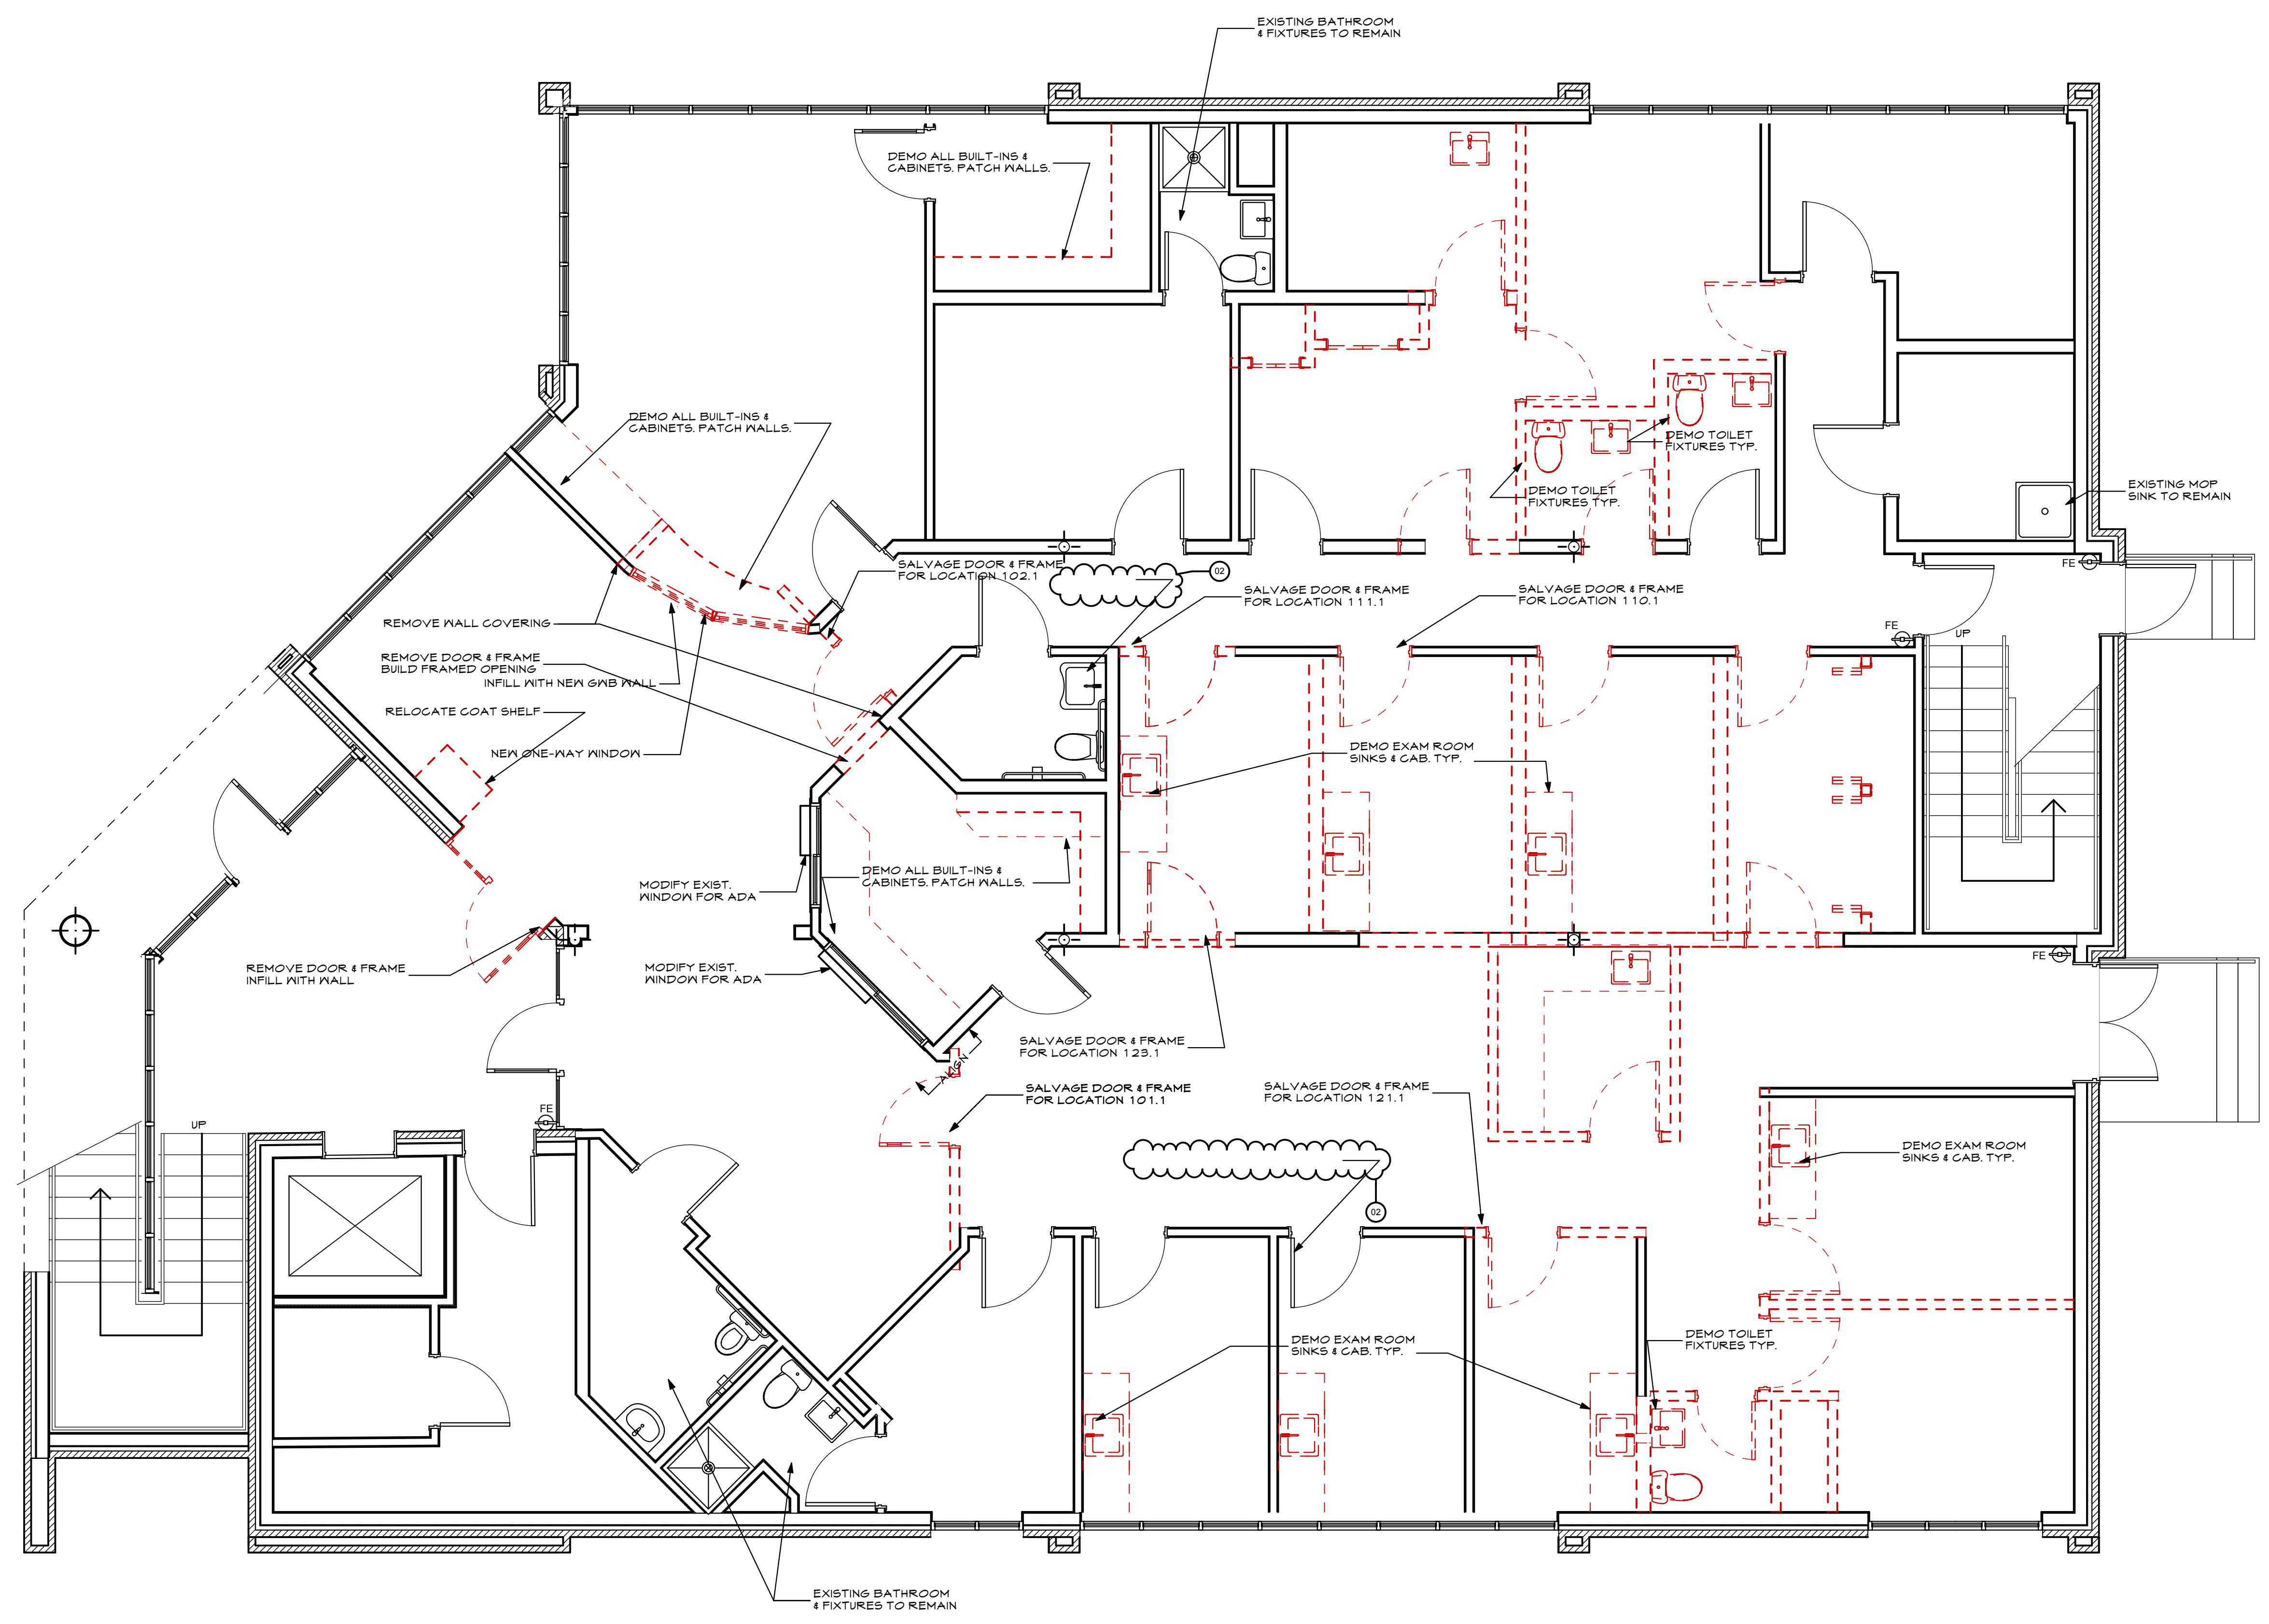 EXISTING BATHROOM
& FIXTURES TO REMAIN
DEMO ALL BUILT-INS &
CABINETS. PATCH WALLS.
DEMO ALL BUILT-INS &
CABINETS. PATCH WALLS.
DEMO TOILET
FIXTURES TYP.
DEMO TOILET
FIXTURES TYP.
EXISTING MOP
SINK TO REMAIN
SALVAGE DOOR & FRAME
FOR LOCATION 102.1
02
SALVAGE DOOR & FRAME
FOR LOCATION 111.1
SALVAGE DOOR & FRAME
FOR LOCATION 110.1
FE
FE
UP
REMOVE WALL COVERING
REMOVE DOOR & FRAME
BUILD FRAMED OPENING
INFILL WITH NEW GWB WALL
RELOCATE COAT SHELF
NEW ONE-WAY WINDOW
DEMO EXAM ROOM
SINKS & CAB. TYP.
MODIFY EXIST.
WINDOW FOR ADA
DEMO ALL BUILT-INS &
CABINETS. PATCH WALLS.
REMOVE DOOR & FRAME
INFILL WITH WALL
MODIFY EXIST.
WINDOW FOR ADA
FE
SALVAGE DOOR & FRAME
FOR LOCATION 123.1
ALIGN
SALVAGE DOOR & FRAME
FOR LOCATION 101.1
SALVAGE DOOR & FRAME
FOR LOCATION 121.1
FE
UP
DEMO EXAM ROOM
SINKS & CAB. TYP.
02
DEMO EXAM ROOM
SINKS & CAB. TYP.
DEMO TOILET
FIXTURES TYP.
EXISTING BATHROOM
& FIXTURES TO REMAIN